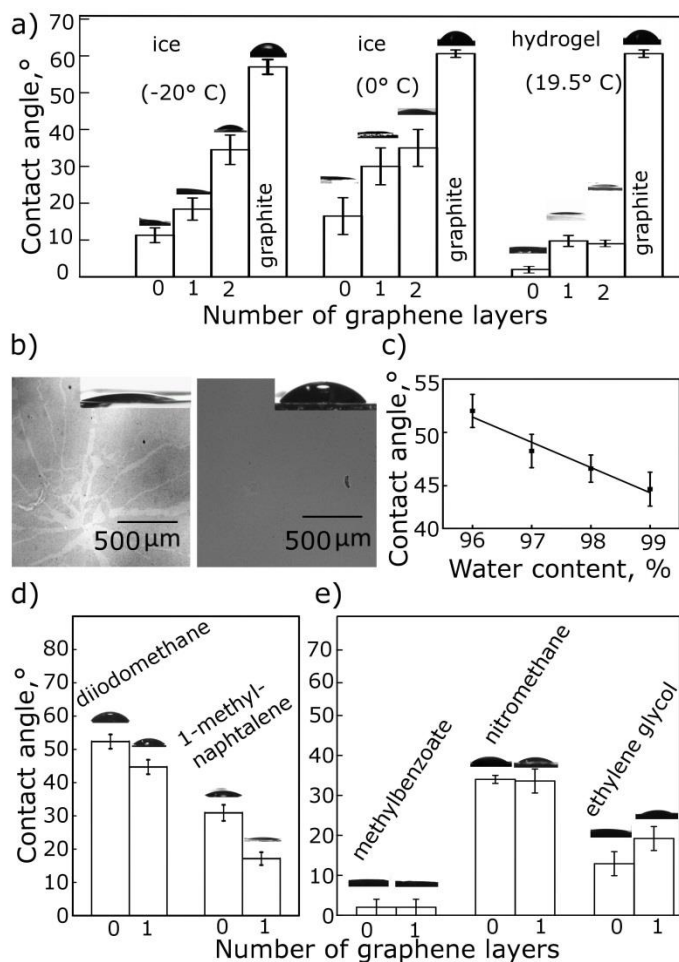 a)
70
60
50
40
30
20
10
0
Contact angle,°
ice
(-20° C)
ice
(0° C)
hydrogel
(19.5° C)
graphite
graphite
graphite
0 1 2 0 1 2 0 1 2
Number of graphene layers
b)
500 μm
500 μm
c)
55
50
45
40
Contact angle,°
96 97 98 99
Water content, %
d)
80
70
60
50
40
30
20
10
0
Contact angle,°
diiodomethane
1-methyl-
naphtalene
0 1 0 1
e)
70
60
50
40
30
20
10
0
methylbenzoate
nitromethane
ethylene glycol
0 1 0 1 0 1
Number of graphene layers